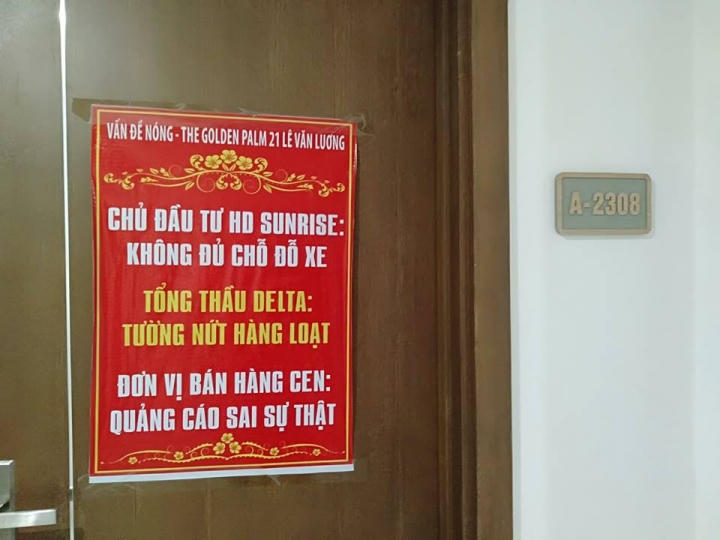 VẤN ĐỀ NÓNG - THE GOLDEN PALM 21 LÊ VĂN LƯƠNG
CHỦ ĐẦU TƯ HD SUNRISE:
KHÔNG ĐỦ CHỖ ĐỖ XE
TỔNG THẦU DELTA:
TƯỜNG NỨT HÀNG LOẠT
ĐƠN VỊ BÁN HÀNG CEN:
QUẢNG CÁO SAI SỰ THẬT
A-2308